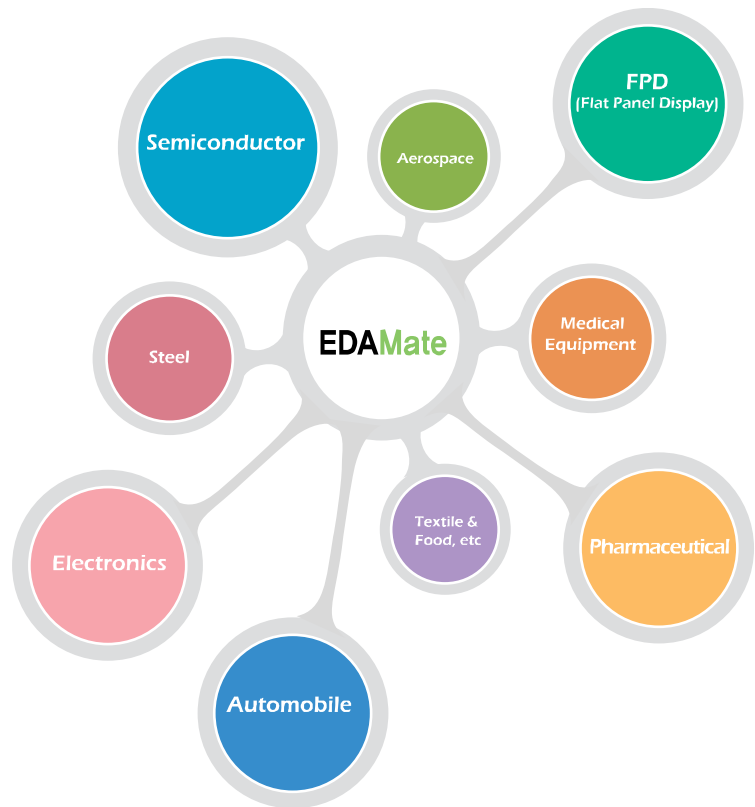 FPD
(Flat Panel Display)
Semiconductor
Aerospace
Medical
Equipment
EDAMate
Steel
Textile &
Food, etc
Pharmaceutical
Electronics
Automobile